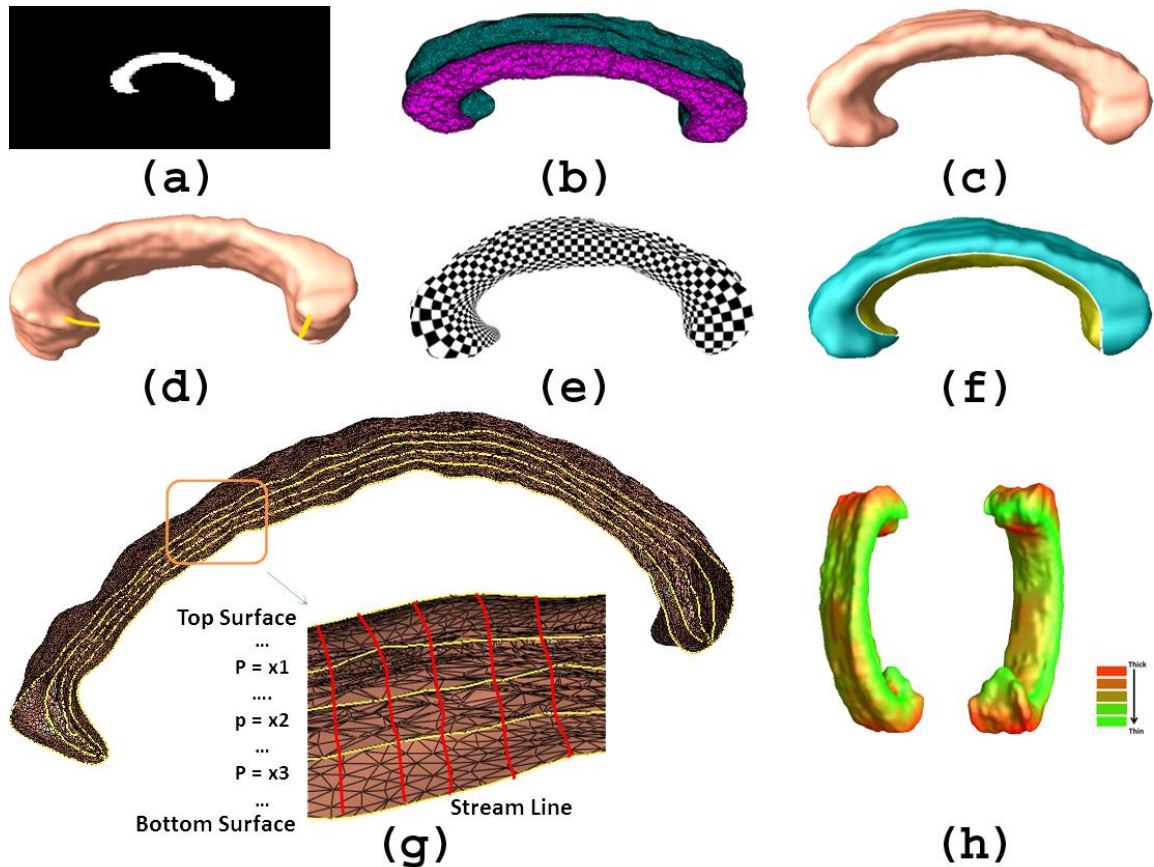 (a)
(b)
(c)
(d)
(e)
(f)
Top Surface
...
P = x1
....
p = x2
...
P = x3
...
Bottom Surface
Stream Line
(g)
Thick
Thin
(h)